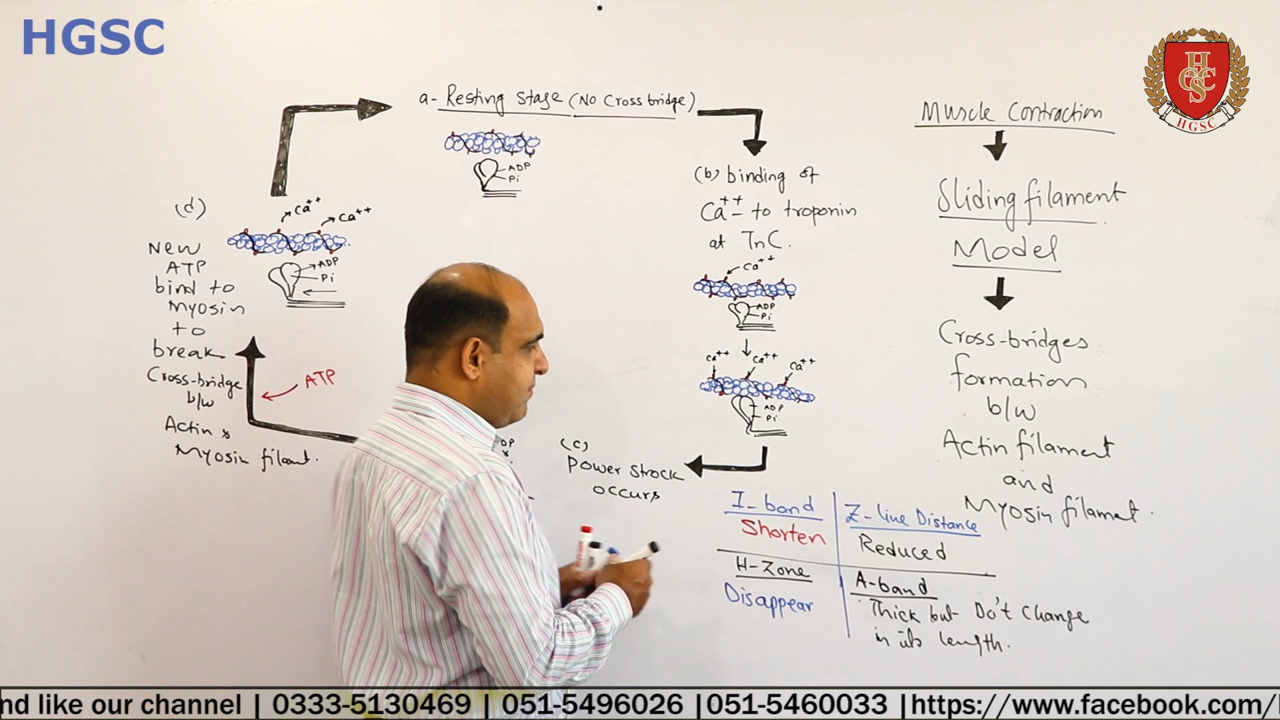 HGSC
HGSC
a- Resting stage (No Cross bridge)
ADP
Pi
Muscle Contraction
Sliding filament
Model
Cross-bridges
formation
b/w
Actin filament
and
Myosin filamat.
(b) binding of
Ca++ to troponin
at TnC.
Ca++
ADP
Pi
Ca++ Ca++ Ca++
ADP
Pi
(c)
Power strock
occurs
(d)
Ca++ Ca++
ADP
Pi
New
ATP
bind to
Myosin
to
break
Cross-bridge
b/w
Actin &
Myosin filamt.
ATP
I-band
Shorten
Z-line Distance
Reduced
H-Zone
Disappear
A-band
Thick but Do't change
in its length.
nd like our channel | 0333-5130469 | 051-5496026 |051-5460033 |https://www.facebook.com/